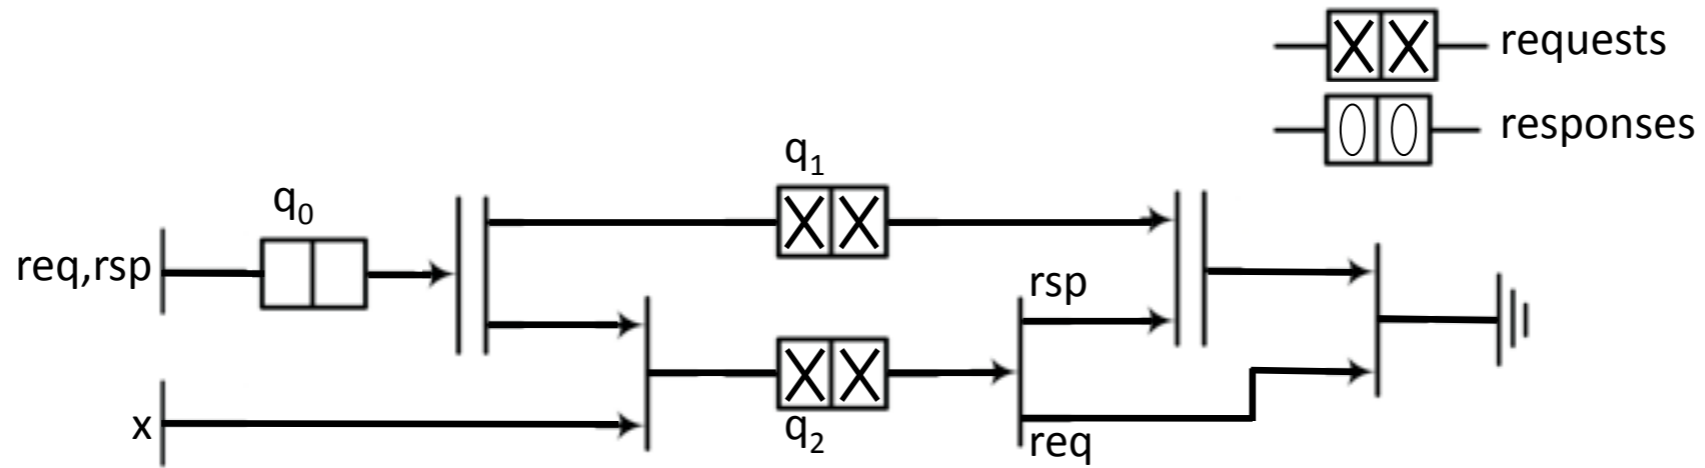 requests
responses
q1
q0
req,rsp
rsp
x
q2
req